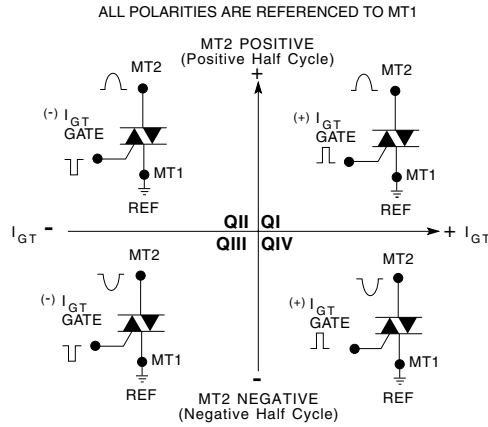 ALL POLARITIES ARE REFERENCED TO MT1
MT2 POSITIVE
(Positive Half Cycle)
+
MT2
(-) IGT
GATE
MT1
REF
MT2
(+) IGT
GATE
MT1
REF
IGT -
QII QI
QIII QIV
+ IGT
MT2
(-) IGT
GATE
MT1
REF
MT2
(+) IGT
GATE
MT1
REF
-
MT2 NEGATIVE
(Negative Half Cycle)